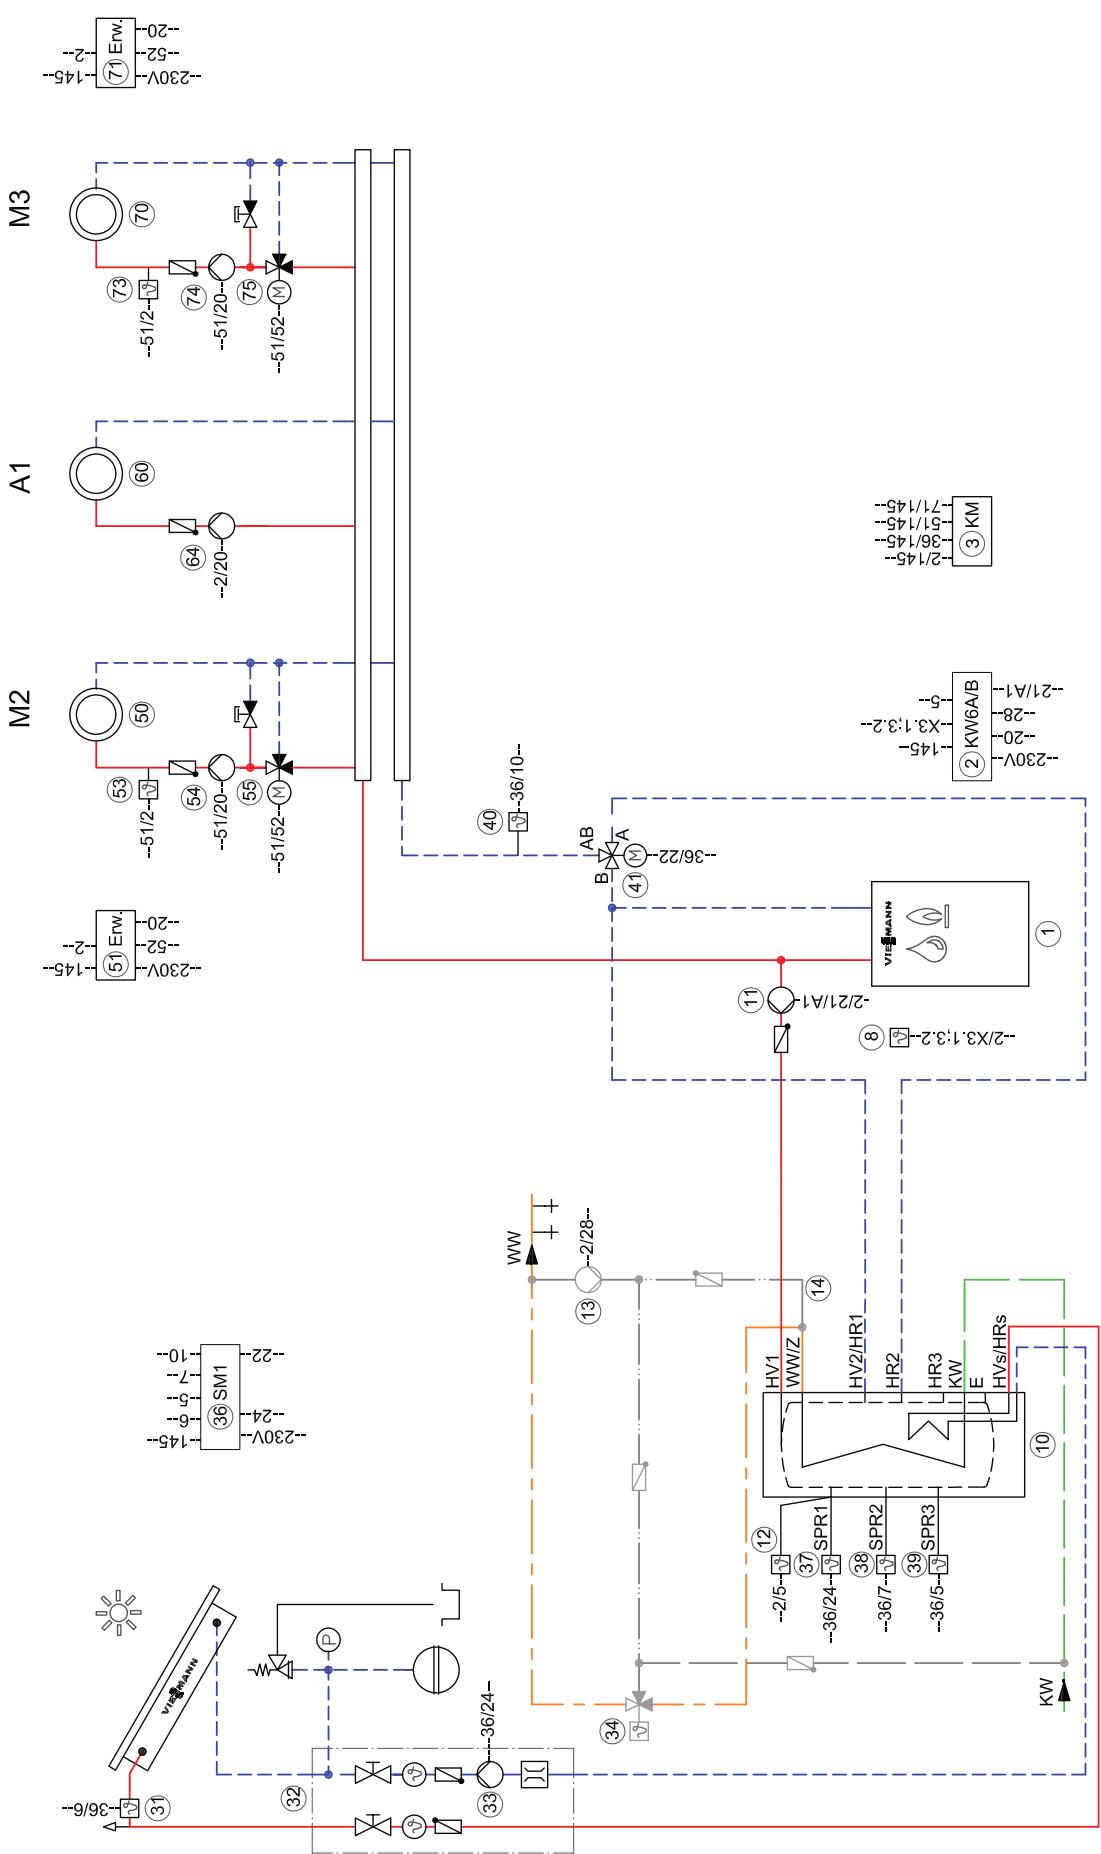 71 Erw.
--20--
--52--
--230V--
--2--
--145--
M3
70
73
--51/2--
74
--51/20--
75
M
--51/52--
A1
60
64
--2/20--
M2
50
53
--51/2--
54
--51/20--
55
M
--51/52--
51 Erw.
--20--
--52--
--230V--
--2--
--145--
3 KM
--71/145--
--51/145--
--36/145--
--2/145--
2 KW6A/B
--5--
--X3.1;3.2--
--145--
--21/A1--
--28--
--20--
--230V--
40
--36/10--
AB
A
B
M
41
--36/22--
VIESSMANN
1
11
--2/21/A1--
8
--2/X3.1;3.2--
WW
13
--2/28--
14
36 SM1
--10--
--7--
--5--
--6--
--145--
--22--
--24--
--230V--
HV1
WW/Z
HV2/HR1
HR2
HR3
KW
E
HVs/HRs
10
12
--2/5--
37
SPR1
--36/24--
38
SPR2
--36/7--
39
SPR3
--36/5--
VIESSMANN
P
31
--36/6--
32
33
--36/24--
34
KW